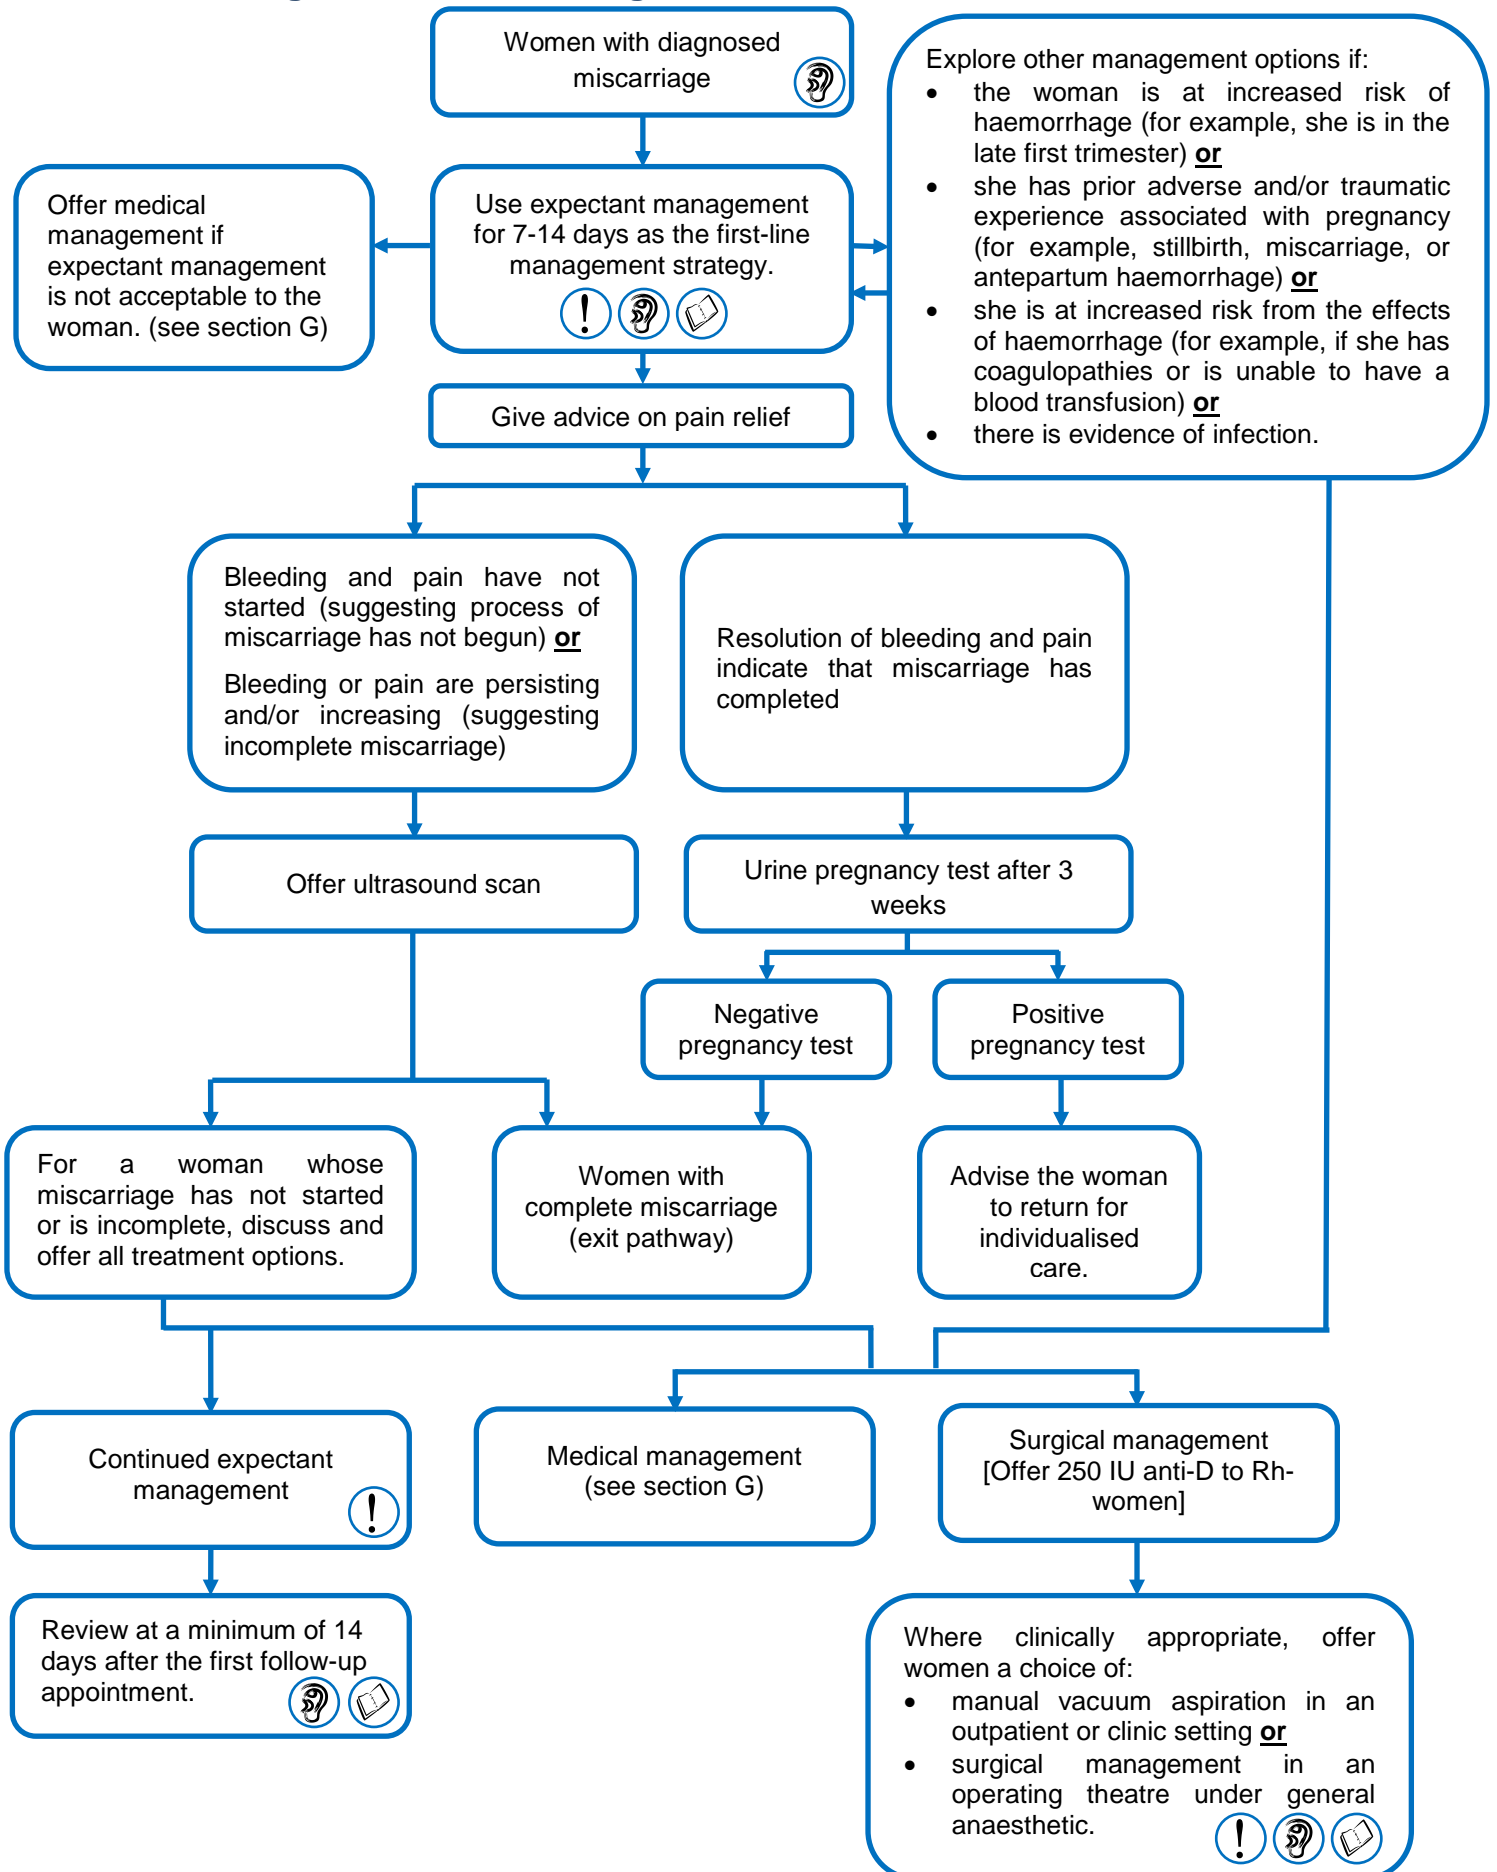 Women with diagnosed
miscarriage
Explore other management options if:
• the woman is at increased risk of
haemorrhage (for example, she is in the
late first trimester) or
• she has prior adverse and/or traumatic
experience associated with pregnancy
(for example, stillbirth, miscarriage, or
antepartum haemorrhage) or
• she is at increased risk from the effects
of haemorrhage (for example, if she has
coagulopathies or is unable to have a
blood transfusion) or
• there is evidence of infection.
Offer medical
management if
expectant management
is not acceptable to the
woman. (see section G)
Use expectant management
for 7-14 days as the first-line
management strategy.
Give advice on pain relief
Bleeding and pain have not
started (suggesting process of
miscarriage has not begun) or
Bleeding or pain are persisting
and/or increasing (suggesting
incomplete miscarriage)
Resolution of bleeding and pain
indicate that miscarriage has
completed
Offer ultrasound scan
Urine pregnancy test after 3
weeks
Negative
pregnancy test
Positive
pregnancy test
For a woman whose
miscarriage has not started
or is incomplete, discuss and
offer all treatment options.
Women with
complete miscarriage
(exit pathway)
Advise the woman
to return for
individualised
care.
Continued expectant
management
Medical management
(see section G)
Surgical management
[Offer 250 IU anti-D to Rh-
women]
Review at a minimum of 14
days after the first follow-up
appointment.
Where clinically appropriate, offer
women a choice of:
• manual vacuum aspiration in an
outpatient or clinic setting or
• surgical management in an
operating theatre under general
anaesthetic.